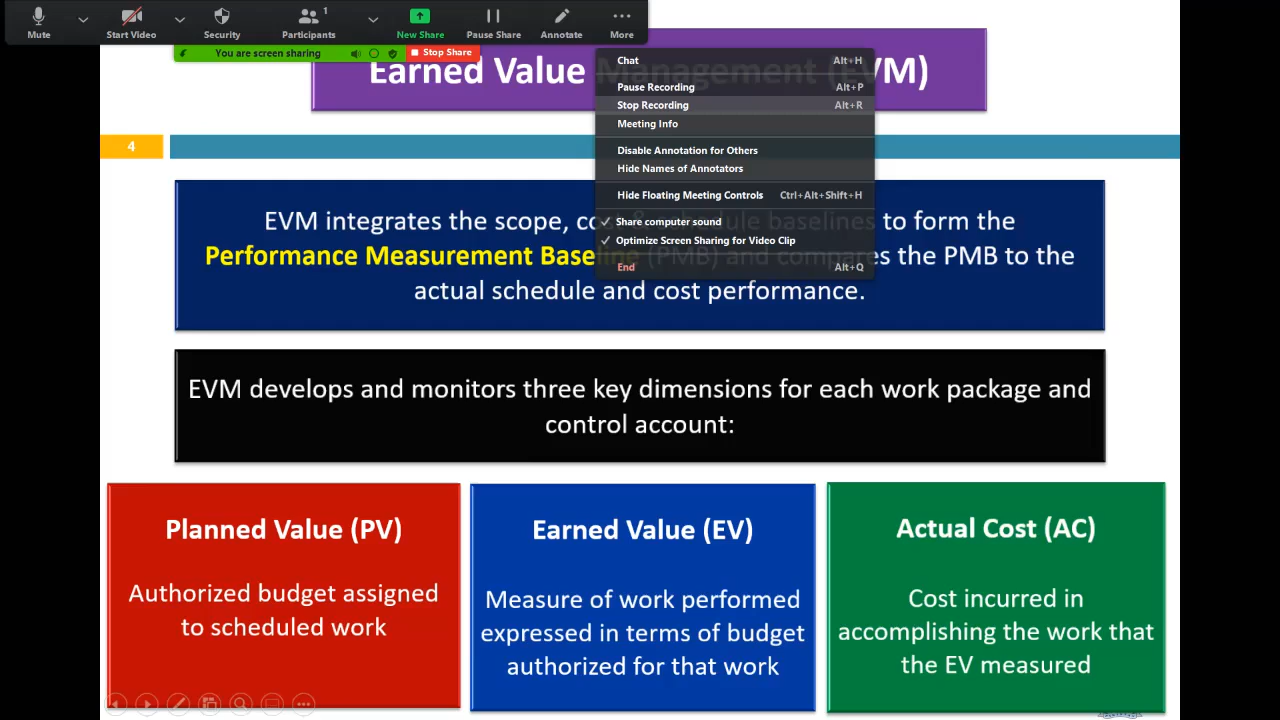 Mute
Start Video
Security
Participants
1
New Share
Pause Share
Annotate
More
You are screen sharing
Stop Share
Earned Value Management (EVM)
Chat Alt+H
Pause Recording Alt+P
Stop Recording Alt+R
Meeting Info
Disable Annotation for Others
Hide Names of Annotators
Hide Floating Meeting Controls Ctrl+Alt+Shift+H
Share computer sound
Optimize Screen Sharing for Video Clip
End Alt+Q
4
EVM integrates the scope, cost & schedule baselines to form the
Performance Measurement Baseline (PMB) and compares the PMB to the
actual schedule and cost performance.
EVM develops and monitors three key dimensions for each work package and
control account:
Planned Value (PV)
Authorized budget assigned
to scheduled work
Earned Value (EV)
Measure of work performed
expressed in terms of budget
authorized for that work
Actual Cost (AC)
Cost incurred in
accomplishing the work that
the EV measured